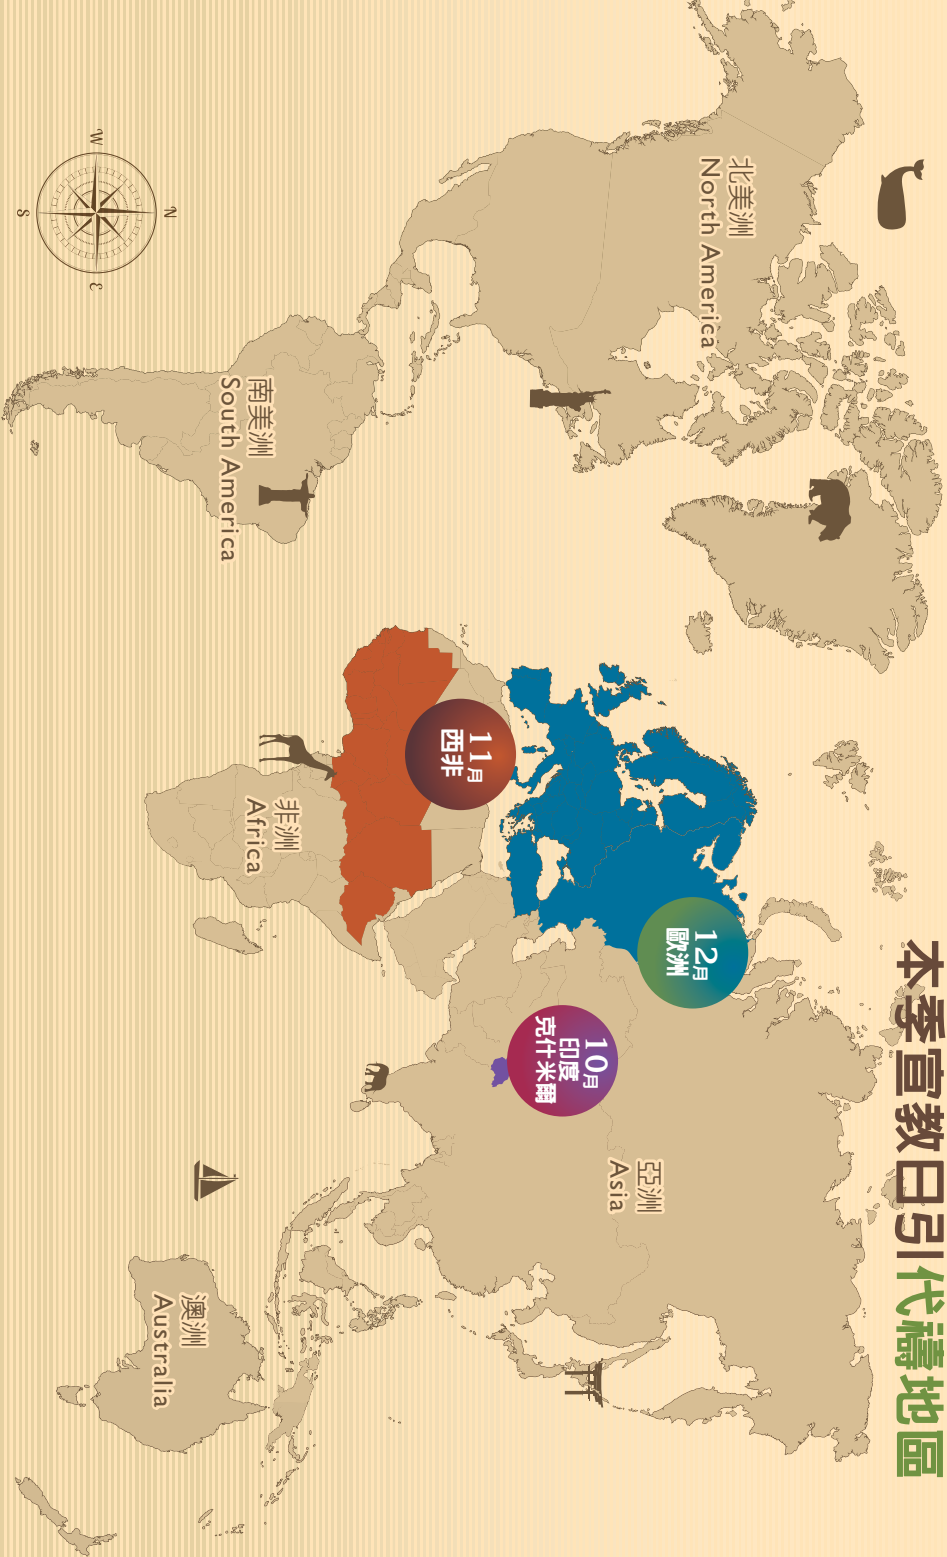 本季宣教日引代禱地區
北美洲
North America
南美洲
South America
非洲
Africa
亞洲
Asia
澳洲
Australia
10月
印度
克什米爾
11月
西非
12月
歐洲
N
W
E
S